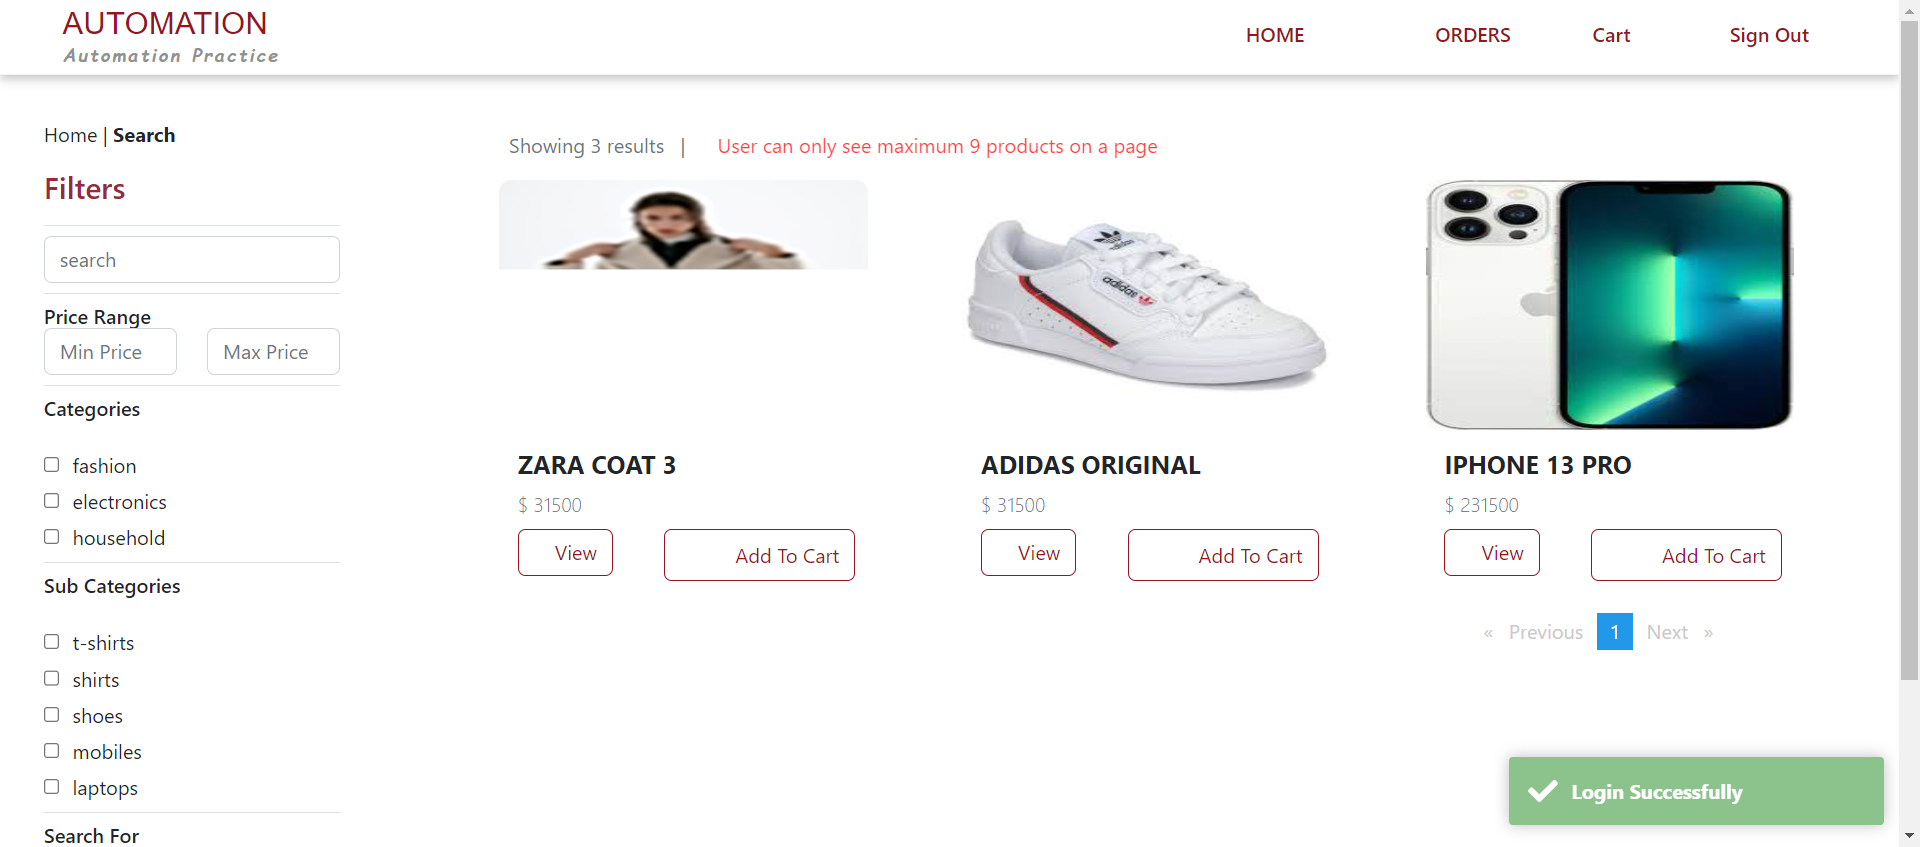 AUTOMATION
Automation Practice
HOME
ORDERS
Cart
Sign Out
Home | Search
Filters
search
Price Range
Min Price
Max Price
Categories
fashion
electronics
household
Sub Categories
t-shirts
shirts
shoes
mobiles
laptops
Search For
Showing 3 results |
User can only see maximum 9 products on a page
adidas
adidas
ZARA COAT 3
$ 31500
View
Add To Cart
ADIDAS ORIGINAL
$ 31500
View
Add To Cart
IPHONE 13 PRO
$ 231500
View
Add To Cart
« Previous 1 Next »
Login Successfully